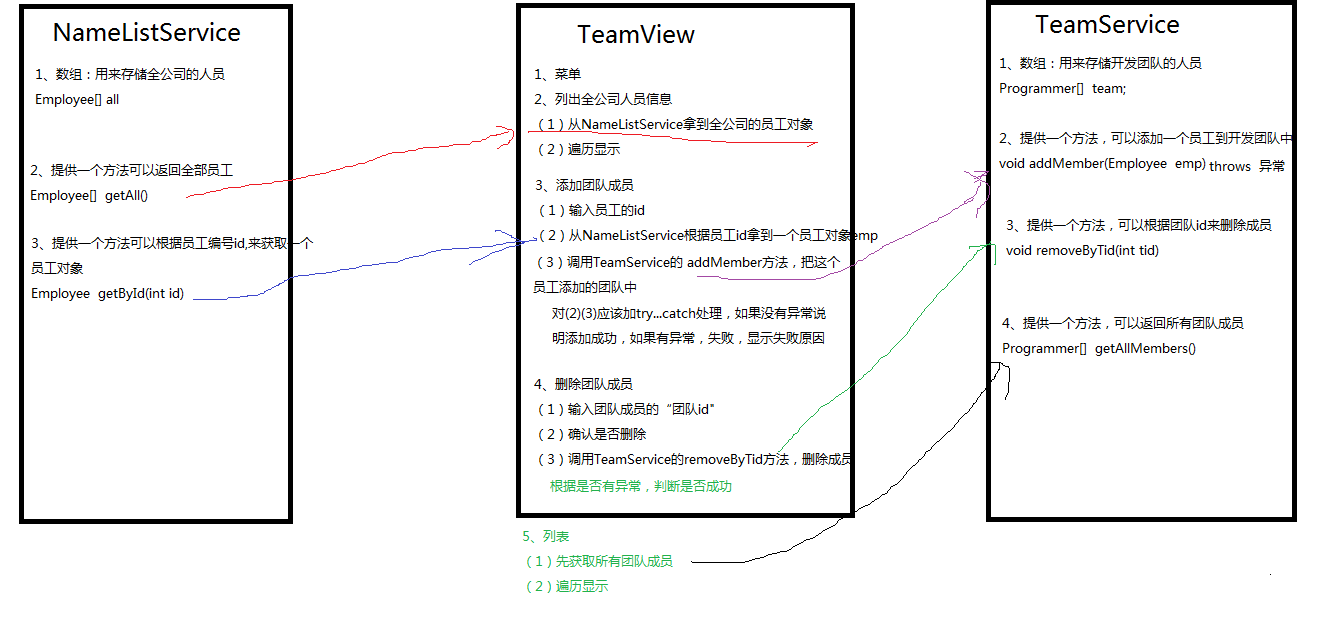 NameListService
1、数组：用来存储全公司的人员
Employee[] all
2、提供一个方法可以返回全部员工
Employee[]  getAll()
3、提供一个方法可以根据员工编号id,来获取一个
员工对象
Employee  getById(int id)
TeamView
1、菜单
2、列出全公司人员信息
（1）从NameListService拿到全公司的员工对象
（2）遍历显示
3、添加团队成员
（1）输入员工的id
（2）从NameListService根据员工id拿到一个员工对象emp
（3）调用TeamService的 addMember方法，把这个
员工添加的团队中
对(2)(3)应该加try...catch处理，如果没有异常说
明添加成功，如果有异常，失败，显示失败原因
4、删除团队成员
（1）输入团队成员的“团队id"
（2）确认是否删除
（3）调用TeamService的removeByTid方法，删除成员
根据是否有异常，判断是否成功
5、列表
（1）先获取所有团队成员
（2）遍历显示
TeamService
1、数组：用来存储开发团队的人员
Programmer[]  team;
2、提供一个方法，可以添加一个员工到开发团队中
void addMember(Employee  emp) throws  异常
3、提供一个方法，可以根据团队id来删除成员
void removeByTid(int tid)
4、提供一个方法，可以返回所有团队成员
Programmer[]  getAllMembers()